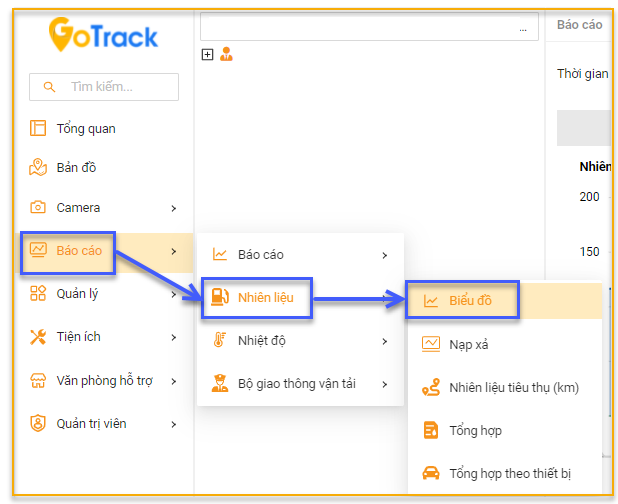 GoTrack
Tìm kiếm...
Tổng quan
Bản đồ
Camera
Báo cáo
Quản lý
Tiện ích
Văn phòng hỗ trợ
Quản trị viên
...
Báo cáo
Nhiên liệu
Nhiệt độ
Bộ giao thông vận tải
Biểu đồ
Nạp xả
Nhiên liệu tiêu thụ (km)
Tổng hợp
Tổng hợp theo thiết bị
Báo cáo
Thời gian
Nhiên
200
150